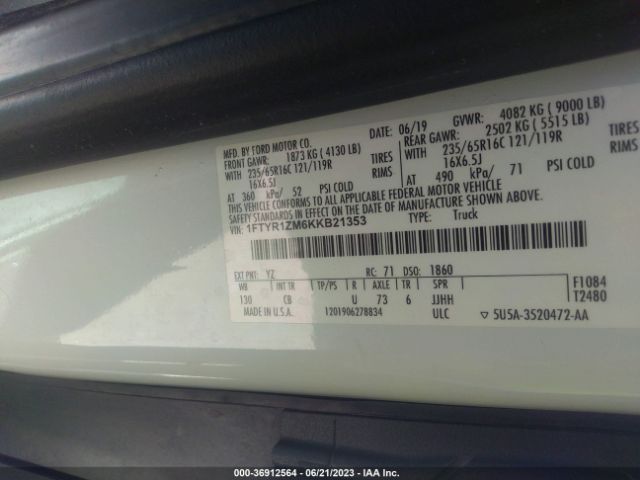 MFD. BY FORD MOTOR CO.
DATE: 06/19 GVWR: 4082 KG ( 9000 LB)
FRONT GAWR: 1873 KG ( 4130 LB)
REAR GAWR: 2502 KG ( 5515 LB)
WITH 235/65R16C 121/119R TIRES
WITH 235/65R16C 121/119R TIRES
16X6.5J RIMS
16X6.5J RIMS
AT 360 kPa/ 52 PSI COLD
AT 490 kPa/ 71 PSI COLD
THIS VEHICLE CONFORMS TO ALL APPLICABLE FEDERAL MOTOR VEHICLE
SAFETY AND THEFT PREVENTION STANDARDS IN EFFECT ON THE DATE OF MANUFACTURE SHOWN ABOVE.
VIN: 1FTYR1ZM6KKB21353
TYPE: Truck
EXT PNT: YZ RC: 71 DSO: 1860
WB INT TR TP/PS R AXLE TR SPR F1084
130 CB U 73 6 JJHH T2480
MADE IN U.S.A. 1201906278834 ULC ▽ 5U5A-3520472-AA
000-36912564 - 06/21/2023 - IAA Inc.